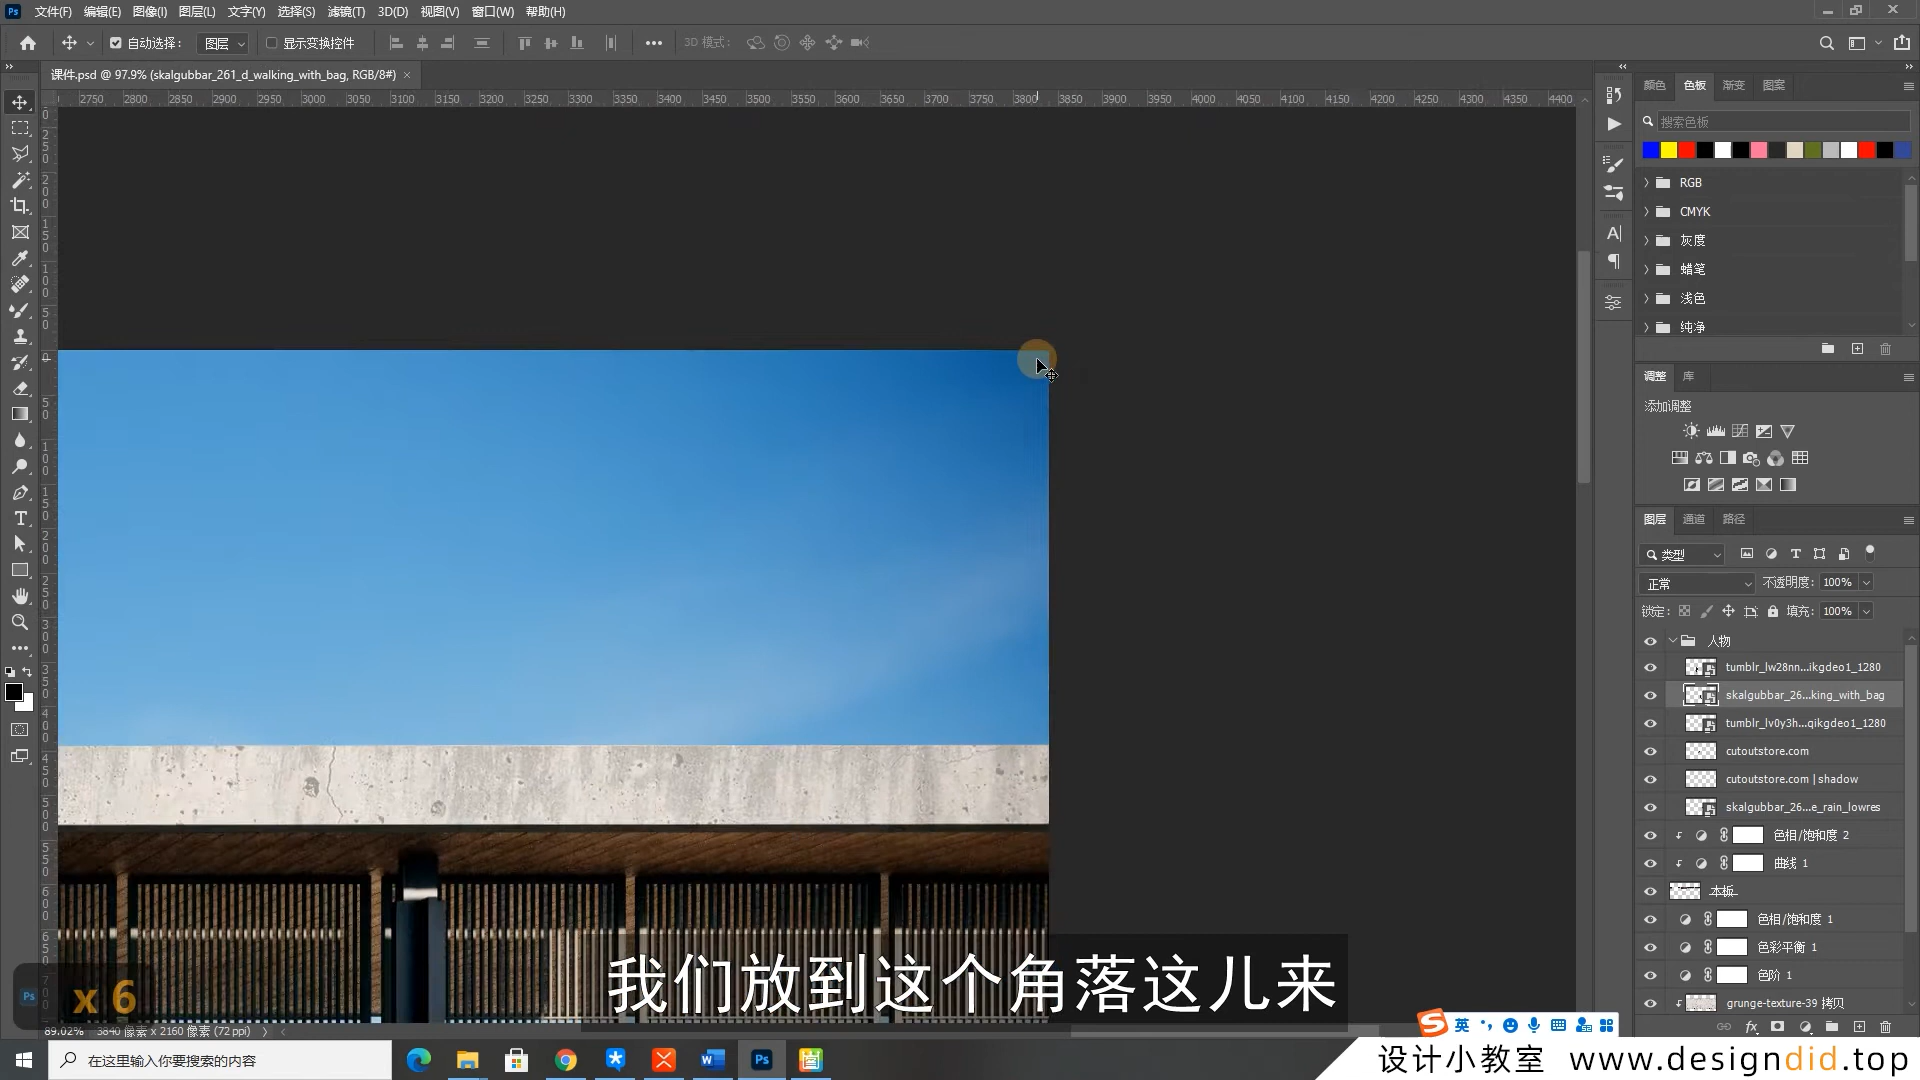 文件(F) 编辑(E) 图像(I) 图层(L) 文字(Y) 选择(S) 滤镜(T) 3D(D) 视图(V) 窗口(W) 帮助(H)
自动选择： 图层 显示变换控件 3D 模式：
课件.psd @ 97.9% (skalgubbar_261_d_walking_with_bag, RGB/8#) ×
2750 2800 2850 2900 2950 3000 3050 3100 3150 3200 3250 3300 3350 3400 3450 3500 3550 3600 3650 3700 3750 3800 3850 3900 3950 4000 4050 4100 4150 4200 4250 4300 4350 4400
颜色 色板 渐变 图案
搜索色板
RGB
CMYK
灰度
蜡笔
浅色
纯净
调整 库
添加调整
图层 通道 路径
类型
正常 不透明度： 100%
锁定： 填充： 100%
人物
tumblr_lw28nn...ikgdeo1_1280
skalgubbar_26...king_with_bag
tumblr_lv0y3h...qikgdeo1_1280
cutoutstore.com
cutoutstore.com | shadow
skalgubbar_26...e_rain_lowres
色相/饱和度 2
曲线 1
本板
色相/饱和度 1
色彩平衡 1
色阶 1
grunge-texture-39 拷贝
Ps x 6
我们放到这个角落这儿来
89.02% 3840 像素 x 2160 像素 (72 ppi)
英
在这里输入你要搜索的内容
设计小教室 www.designdid.top